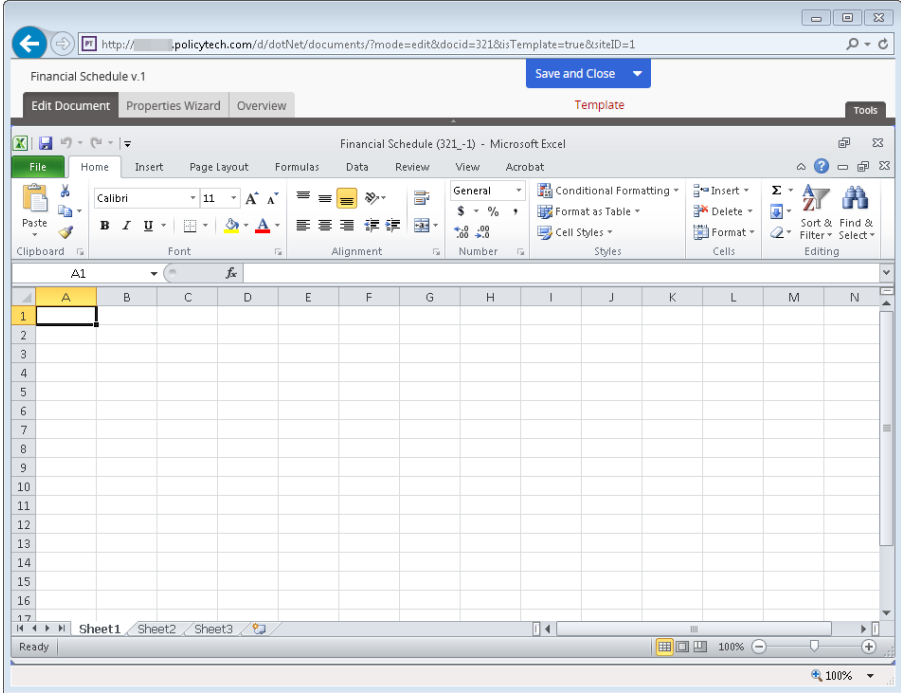 PT http:// .policytech.com/d/dotNet/documents/?mode=edit&docid=321&isTemplate=true&siteID=1
Financial Schedule v.1
Save and Close
Edit Document Properties Wizard Overview
Template
Tools
Financial Schedule (321_-1) - Microsoft Excel
File Home Insert Page Layout Formulas Data Review View Acrobat
Calibri 11 General Conditional Formatting Insert Σ
Paste B I U A $ % , Format as Table Delete Sort & Find &
Cell Styles Format Filter Select
Clipboard Font Alignment Number Styles Cells Editing
A1 fx
A B C D E F G H I J K L M N
1
2
3
4
5
6
7
8
9
10
11
12
13
14
15
16
17
Sheet1 Sheet2 Sheet3
Ready 100%
100%